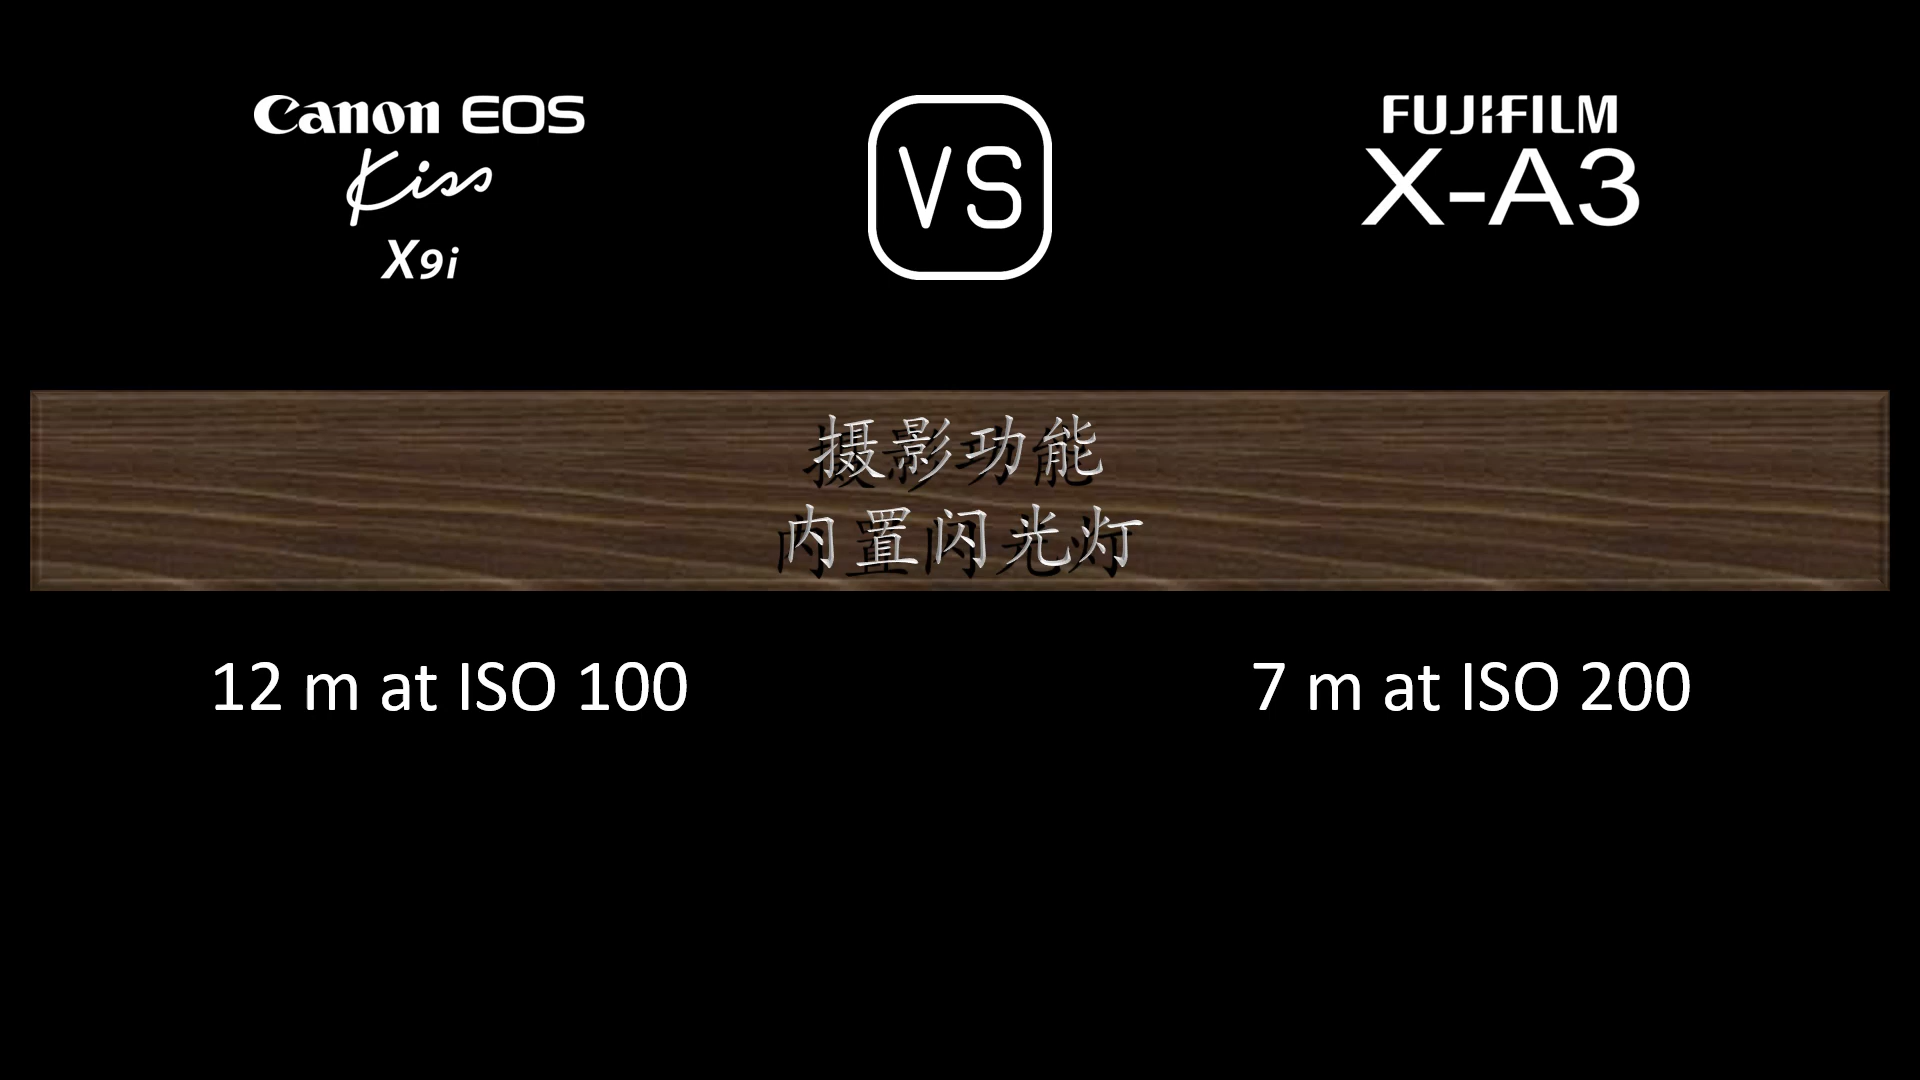 Canon EOS
Kiss
X9i
VS
FUJIFILM
X-A3
摄影功能
内置闪光灯
12 m at ISO 100
7 m at ISO 200